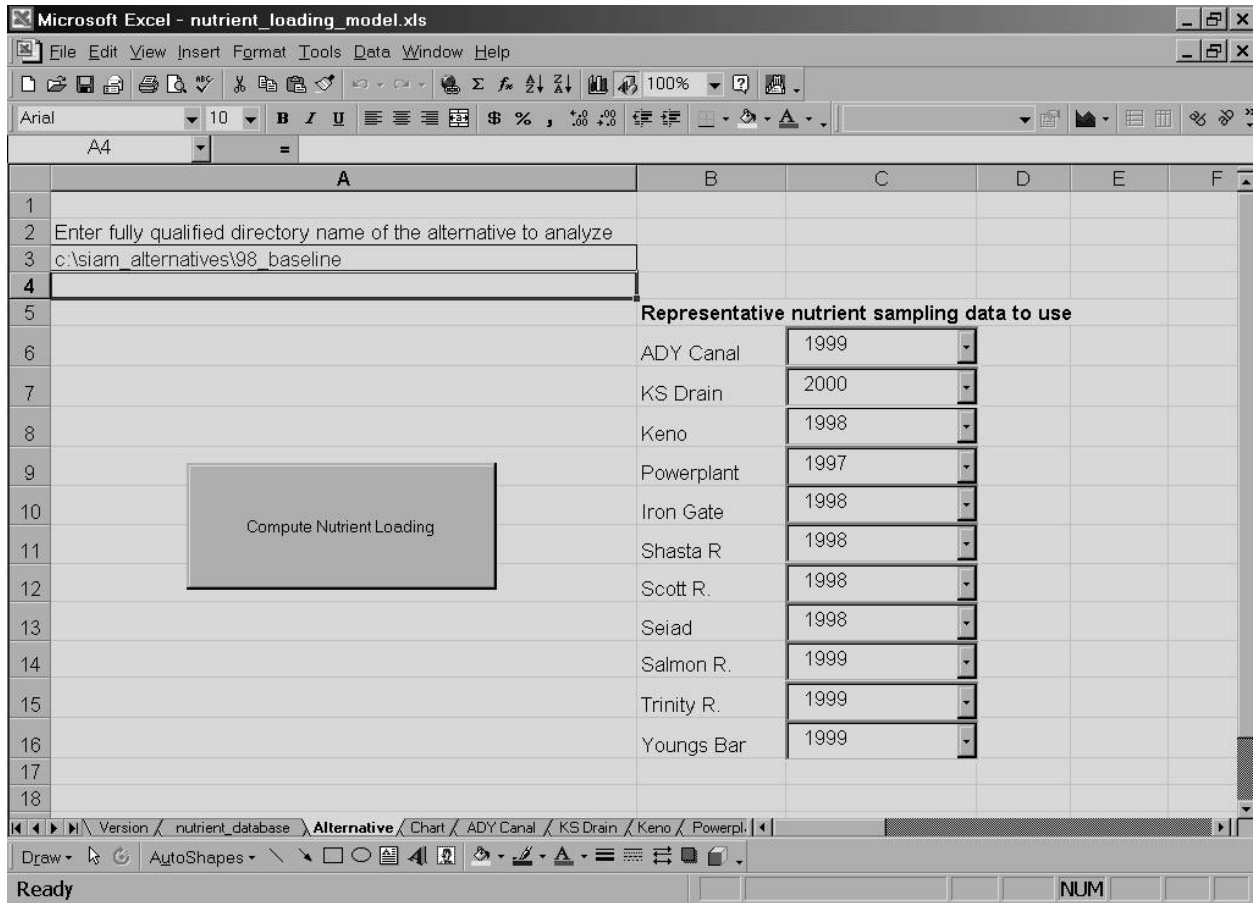 Microsoft Excel - nutrient_loading_model.xls
File Edit View Insert Format Tools Data Window Help
100%
Arial 10 B I U $ % ,
A4 =
A B C D E F
1
2 Enter fully qualified directory name of the alternative to analyze
3 c:\siam_alternatives\98_baseline
4
5 Representative nutrient sampling data to use
6 ADY Canal 1999
7 KS Drain 2000
8 Keno 1998
9 Powerplant 1997
10 Iron Gate 1998
Compute Nutrient Loading
11 Shasta R 1998
12 Scott R. 1998
13 Seiad 1998
14 Salmon R. 1999
15 Trinity R. 1999
16 Youngs Bar 1999
17
18
Version nutrient_database Alternative Chart ADY Canal KS Drain Keno Powerpl
Draw AutoShapes
Ready NUM